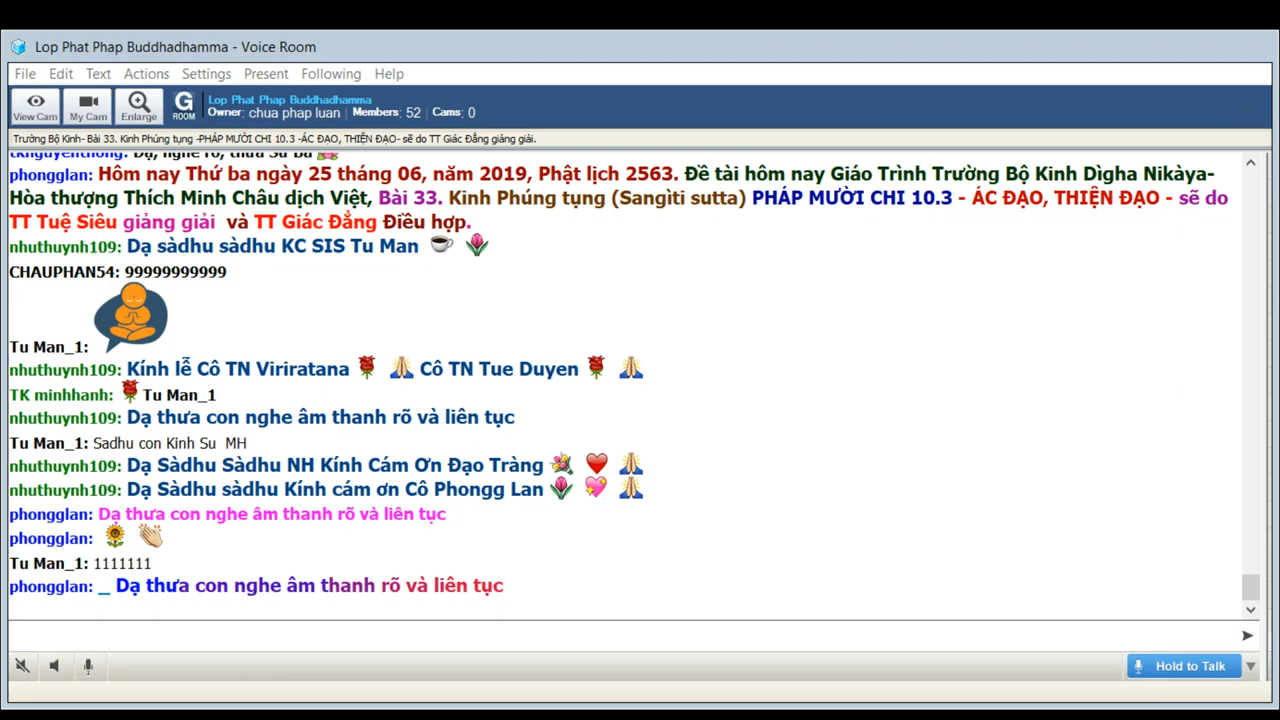 Lop Phat Phap Buddhadhamma - Voice Room
File Edit Text Actions Settings Present Following Help
View Cam My Cam Enlarge G ROOM Lop Phat Phap Buddhadhamma
Owner: chua phap luan | Members: 52 | Cams: 0
Trường Bộ Kinh- Bài 33. Kinh Phúng tụng -PHÁP MƯỜI CHI 10.3 -ÁC ĐẠO, THIỆN ĐẠO- sẽ do TT Giác Đẳng giảng giải.
tknguyenthong: Dạ, nghe rõ, thưa Sư Bá
phongglan: Hôm nay Thứ ba ngày 25 tháng 06, năm 2019, Phật lịch 2563. Đề tài hôm nay Giáo Trình Trường Bộ Kinh Dìgha Nikàya-
Hòa thượng Thích Minh Châu dịch Việt, Bài 33. Kinh Phúng tụng (Sangìti sutta) PHÁP MƯỜI CHI 10.3 - ÁC ĐẠO, THIỆN ĐẠO - sẽ do
TT Tuệ Siêu giảng giải và TT Giác Đẳng Điều hợp.
nhuthuynh109: Dạ sàdhu sàdhu KC SIS Tu Man ☕ 🌷
CHAUPHAN54: 99999999999
Tu Man_1:
nhuthuynh109: Kính lễ Cô TN Viriratana 🌹 🙏 Cô TN Tue Duyen 🌹 🙏
TK minhhanh: 🌹 Tu Man_1
nhuthuynh109: Dạ thưa con nghe âm thanh rõ và liên tục
Tu Man_1: Sadhu con Kinh Su MH
nhuthuynh109: Dạ Sàdhu Sàdhu NH Kính Cám Ơn Đạo Tràng 💐 ❤️ 🙏
nhuthuynh109: Dạ Sàdhu sàdhu Kính cám ơn Cô Phongg Lan 🌷 💖 🙏
phongglan: Dạ thưa con nghe âm thanh rõ và liên tục
phongglan: 🌻 👏
Tu Man_1: 1111111
phongglan: _ Dạ thưa con nghe âm thanh rõ và liên tục
Hold to Talk